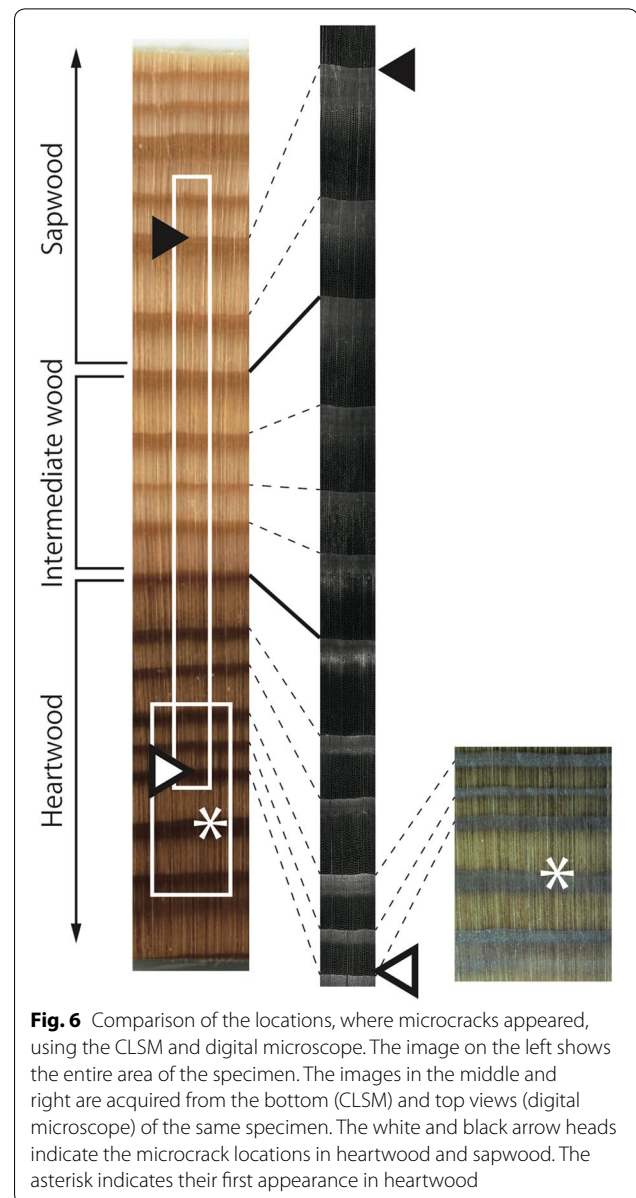 Sapwood
Intermediate wood
Heartwood
*
*
Fig. 6 Comparison of the locations, where microcracks appeared,
using the CLSM and digital microscope. The image on the left shows
the entire area of the specimen. The images in the middle and
right are acquired from the bottom (CLSM) and top views (digital
microscope) of the same specimen. The white and black arrow heads
indicate the microcrack locations in heartwood and sapwood. The
asterisk indicates their first appearance in heartwood